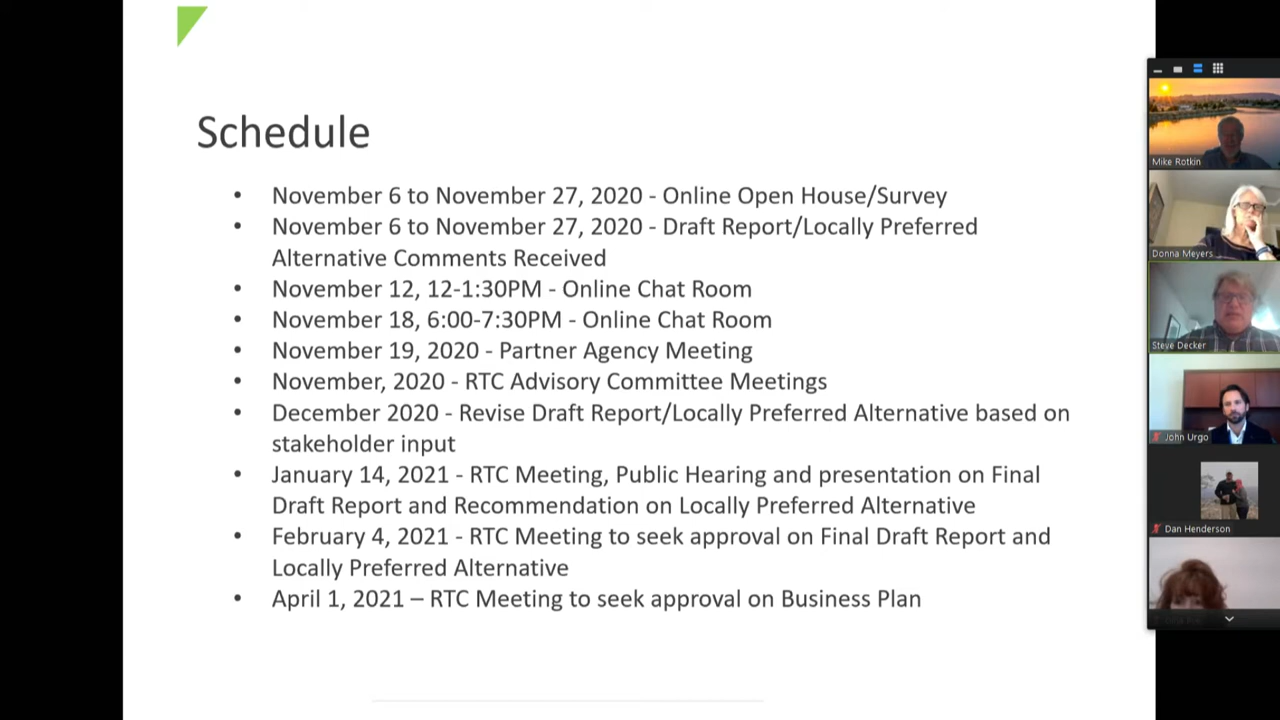 Schedule
• November 6 to November 27, 2020 - Online Open House/Survey
• November 6 to November 27, 2020 - Draft Report/Locally Preferred
Alternative Comments Received
• November 12, 12-1:30PM - Online Chat Room
• November 18, 6:00-7:30PM - Online Chat Room
• November 19, 2020 - Partner Agency Meeting
• November, 2020 - RTC Advisory Committee Meetings
• December 2020 - Revise Draft Report/Locally Preferred Alternative based on
stakeholder input
• January 14, 2021 - RTC Meeting, Public Hearing and presentation on Final
Draft Report and Recommendation on Locally Preferred Alternative
• February 4, 2021 - RTC Meeting to seek approval on Final Draft Report and
Locally Preferred Alternative
• April 1, 2021 – RTC Meeting to seek approval on Business Plan
Mike Rotkin
Donna Meyers
Steve Decker
John Urgo
Dan Henderson